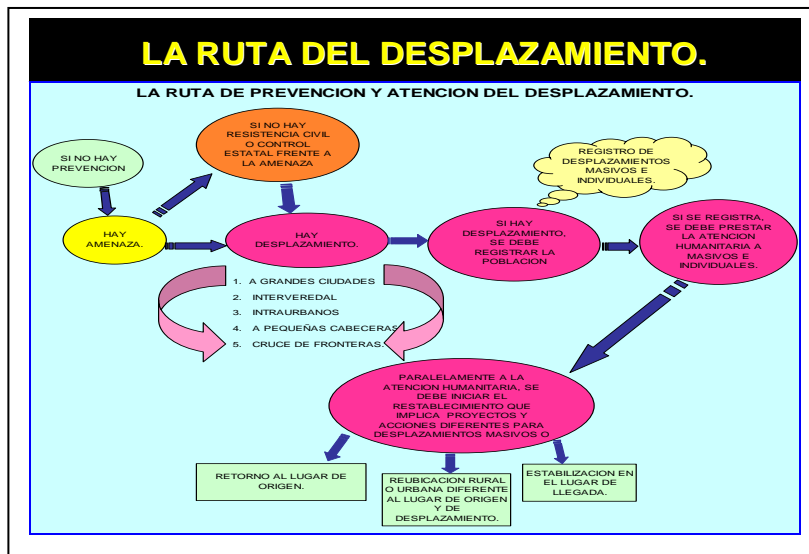 LA RUTA DEL DESPLAZAMIENTO.
LA RUTA DE PREVENCION Y ATENCION DEL DESPLAZAMIENTO.
SI NO HAY
PREVENCION
SI NO HAY
RESISTENCIA CIVIL
O CONTROL
ESTATAL FRENTE A
LA AMENAZA
REGISTRO DE
DESPLAZAMIENTOS
MASIVOS E
INDIVIDUALES.
HAY
AMENAZA.
HAY
DESPLAZAMIENTO.
SI HAY
DESPLAZAMIENTO,
SE DEBE
REGISTRAR LA
POBLACION
SI SE REGISTRA,
SE DEBE PRESTAR
LA ATENCION
HUMANITARIA A
MASIVOS E
INDIVIDUALES.
1. A GRANDES CIUDADES
2. INTERVEREDAL
3. INTRAURBANOS
4. A PEQUEÑAS CABECERAS
5. CRUCE DE FRONTERAS.
PARALELAMENTE A LA
ATENCION HUMANITARIA, SE
DEBE INICIAR EL
RESTABLECIMIENTO QUE
IMPLICA PROYECTOS Y
ACCIONES DIFERENTES PARA
DESPLAZAMIENTOS MASIVOS O
RETORNO AL LUGAR DE
ORIGEN.
REUBICACION RURAL
O URBANA DIFERENTE
AL LUGAR DE ORIGEN
Y DE
DESPLAZAMIENTO.
ESTABILIZACION EN
EL LUGAR DE
LLEGADA.